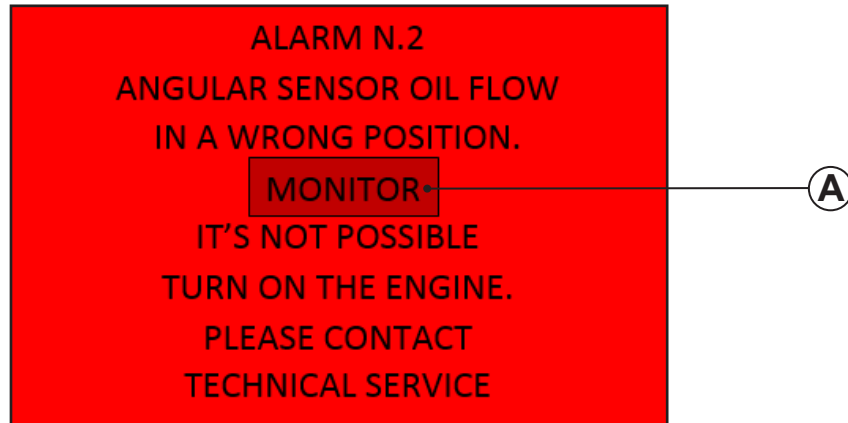 ALARM N.2
ANGULAR SENSOR OIL FLOW
IN A WRONG POSITION.
MONITOR
A
IT'S NOT POSSIBLE
TURN ON THE ENGINE.
PLEASE CONTACT
TECHNICAL SERVICE